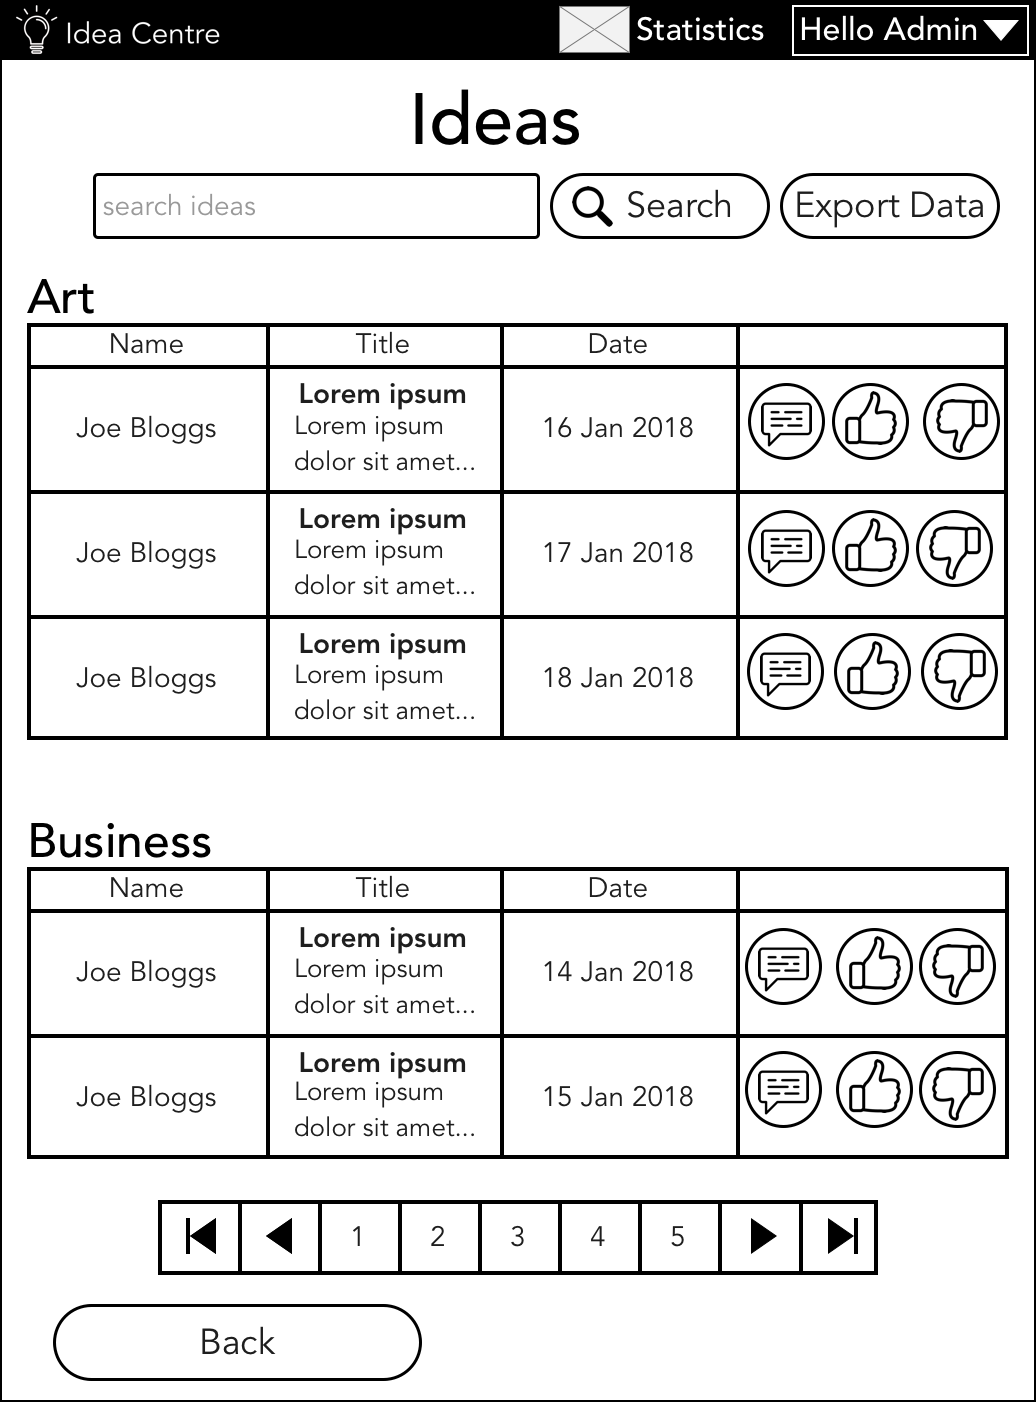 Idea Centre
Statistics
Hello Admin
Ideas
search ideas
Search
Export Data
Art
Name Title Date
Joe Bloggs
Lorem ipsum
Lorem ipsum
dolor sit amet...
16 Jan 2018
Joe Bloggs
Lorem ipsum
Lorem ipsum
dolor sit amet...
17 Jan 2018
Joe Bloggs
Lorem ipsum
Lorem ipsum
dolor sit amet...
18 Jan 2018
Business
Name Title Date
Joe Bloggs
Lorem ipsum
Lorem ipsum
dolor sit amet...
14 Jan 2018
Joe Bloggs
Lorem ipsum
Lorem ipsum
dolor sit amet...
15 Jan 2018
1 2 3 4 5
Back